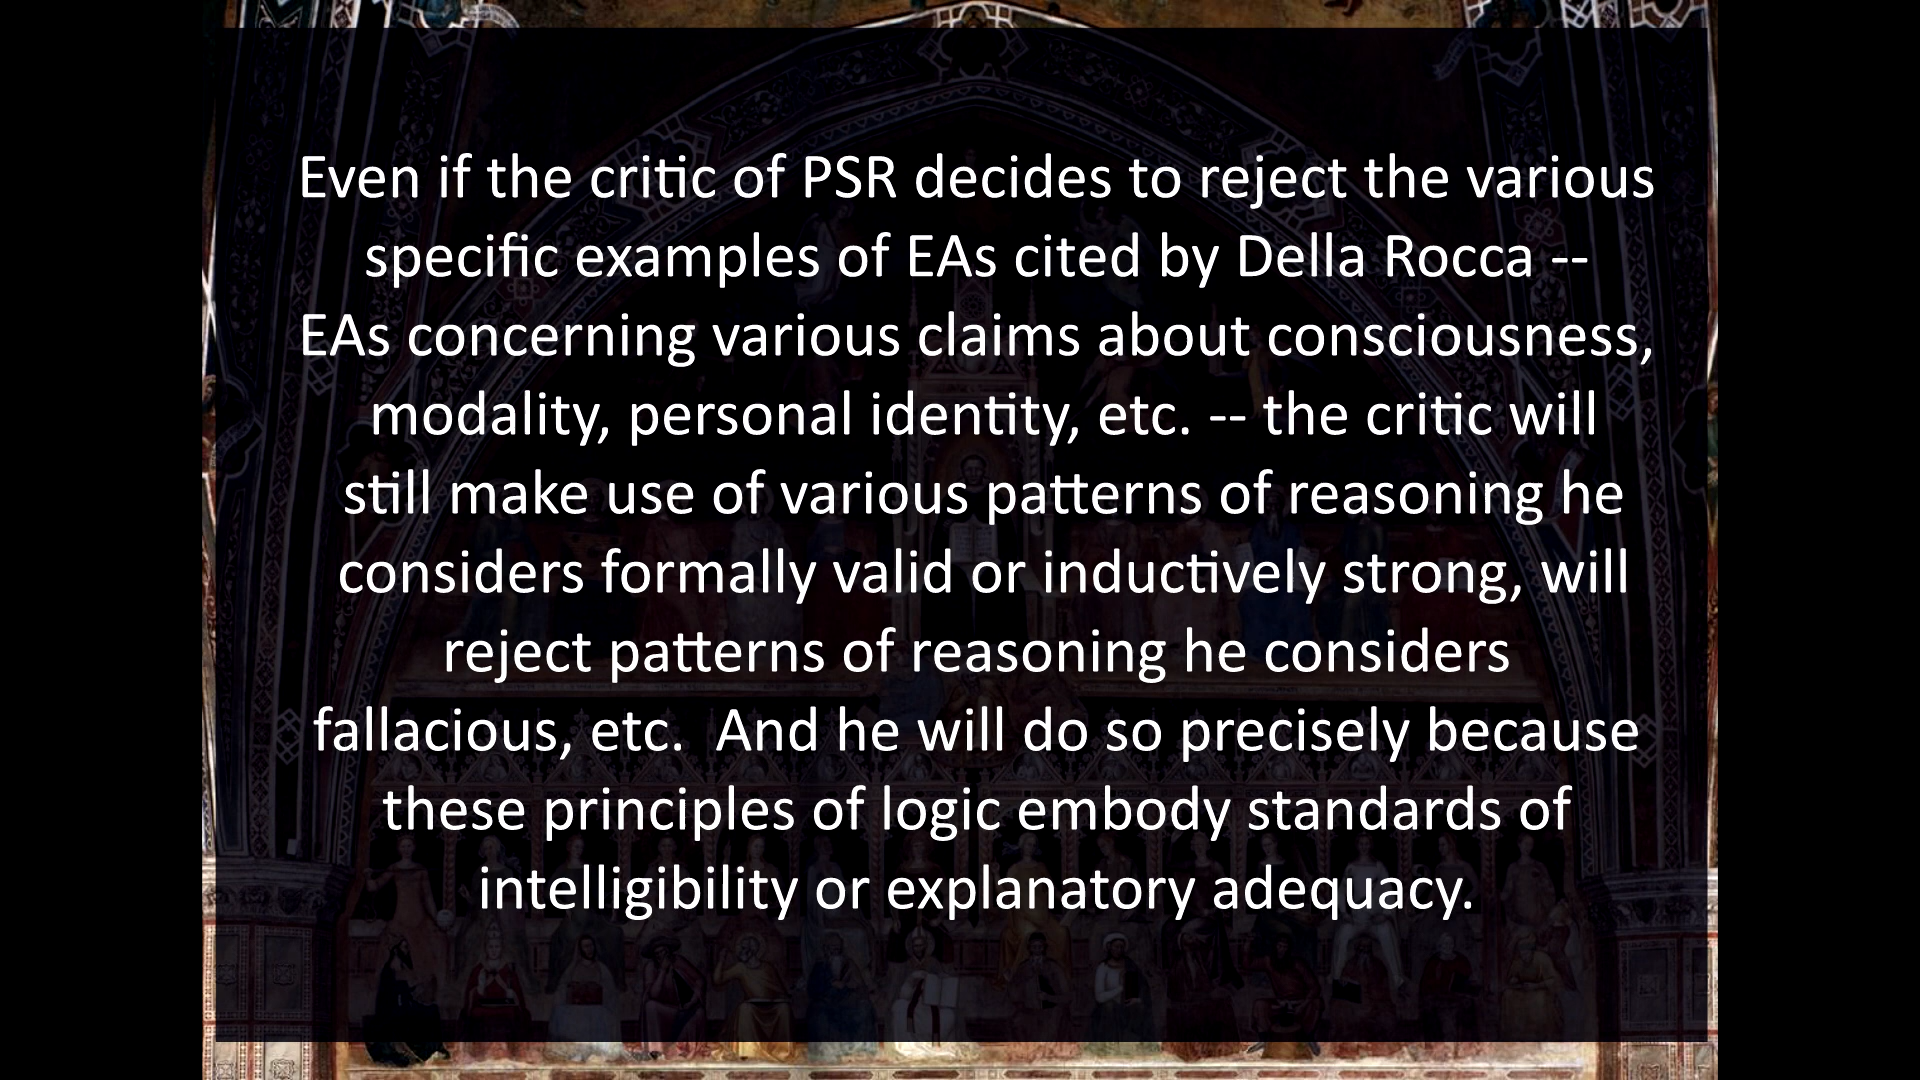 Even if the critic of PSR decides to reject the various
specific examples of EAs cited by Della Rocca --
EAs concerning various claims about consciousness,
modality, personal identity, etc. -- the critic will
still make use of various patterns of reasoning he
considers formally valid or inductively strong, will
reject patterns of reasoning he considers
fallacious, etc.  And he will do so precisely because
these principles of logic embody standards of
intelligibility or explanatory adequacy.